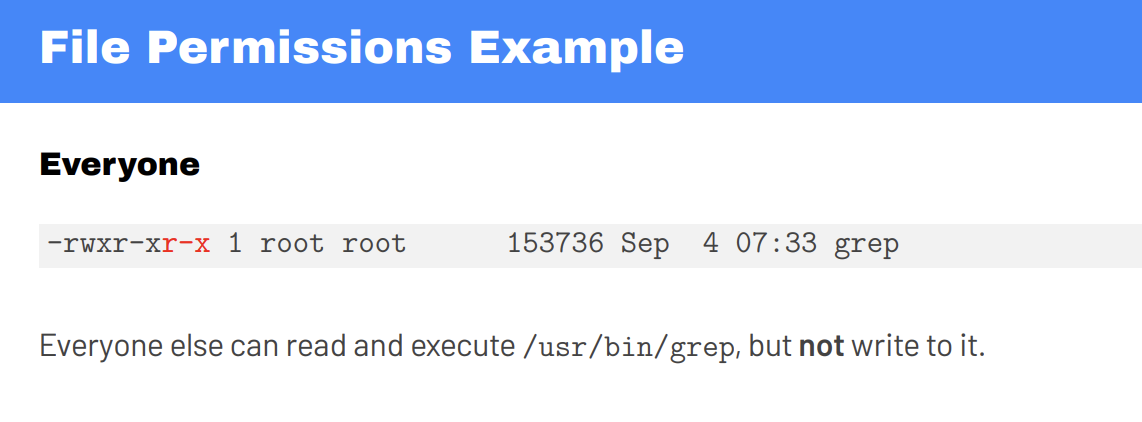 File Permissions Example
Everyone
-rwxr-xr-x 1 root root      153736 Sep  4 07:33 grep
Everyone else can read and execute /usr/bin/grep, but not write to it.